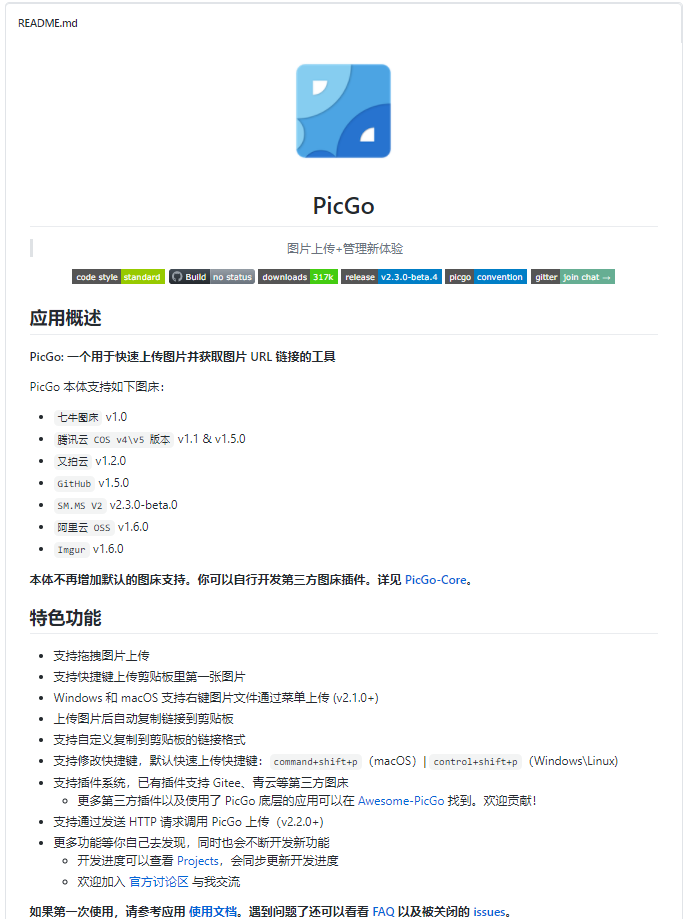 README.md
PicGo
图片上传+管理新体验
code style standard Build no status downloads 317k release v2.3.0-beta.4 picgo convention gitter join chat →
应用概述
PicGo: 一个用于快速上传图片并获取图片 URL 链接的工具
PicGo 本体支持如下图床：
七牛图床 v1.0
腾讯云 COS v4\v5 版本 v1.1 & v1.5.0
又拍云 v1.2.0
GitHub v1.5.0
SM.MS V2 v2.3.0-beta.0
阿里云 OSS v1.6.0
Imgur v1.6.0
本体不再增加默认的图床支持。你可以自行开发第三方图床插件。详见 PicGo-Core。
特色功能
支持拖拽图片上传
支持快捷键上传剪贴板里第一张图片
Windows 和 macOS 支持右键图片文件通过菜单上传 (v2.1.0+)
上传图片后自动复制链接到剪贴板
支持自定义复制到剪贴板的链接格式
支持修改快捷键，默认快速上传快捷键：command+shift+p（macOS）| control+shift+p（Windows\Linux)
支持插件系统，已有插件支持 Gitee、青云等第三方图床
更多第三方插件以及使用了 PicGo 底层的应用可以在 Awesome-PicGo 找到。欢迎贡献！
支持通过发送 HTTP 请求调用 PicGo 上传（v2.2.0+)
更多功能等你自己去发现，同时也会不断开发新功能
开发进度可以查看 Projects，会同步更新开发进度
欢迎加入 官方讨论区 与我交流
如果第一次使用，请参考应用 使用文档。遇到问题了还可以看看 FAQ 以及被关闭的 issues。